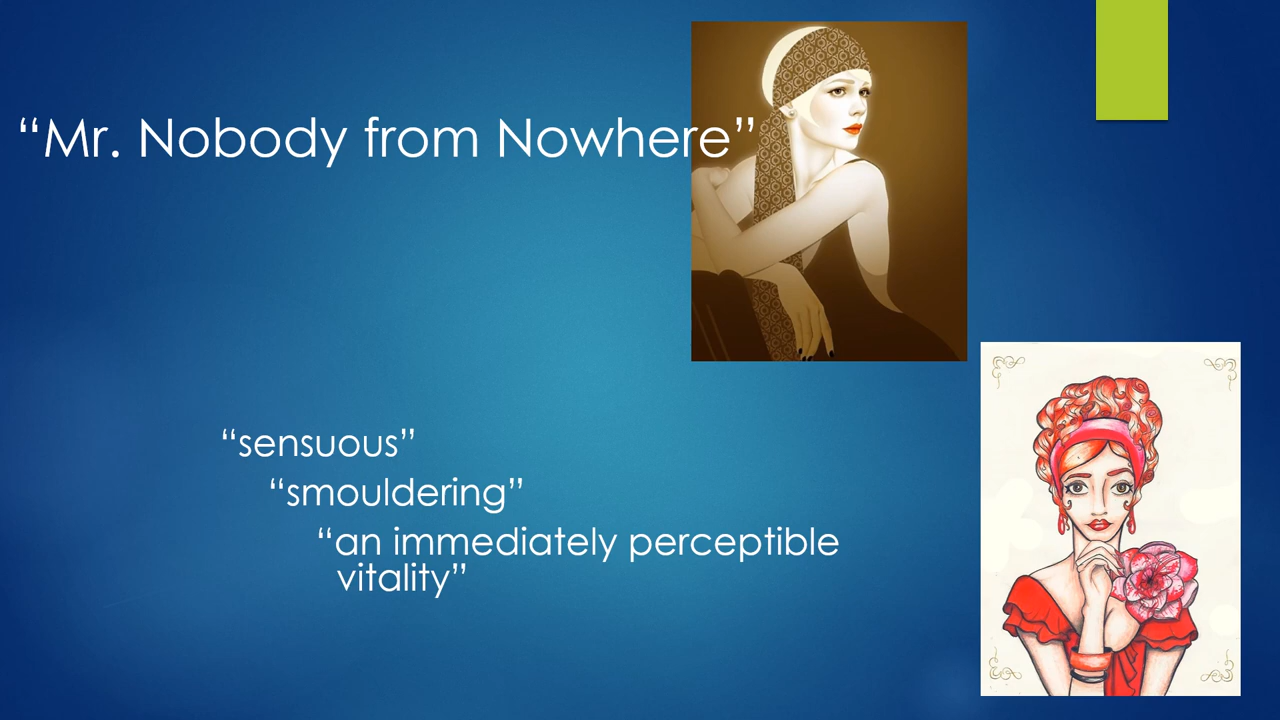 “Mr. Nobody from Nowhere”
“sensuous”
“smouldering”
“an immediately perceptible
vitality”